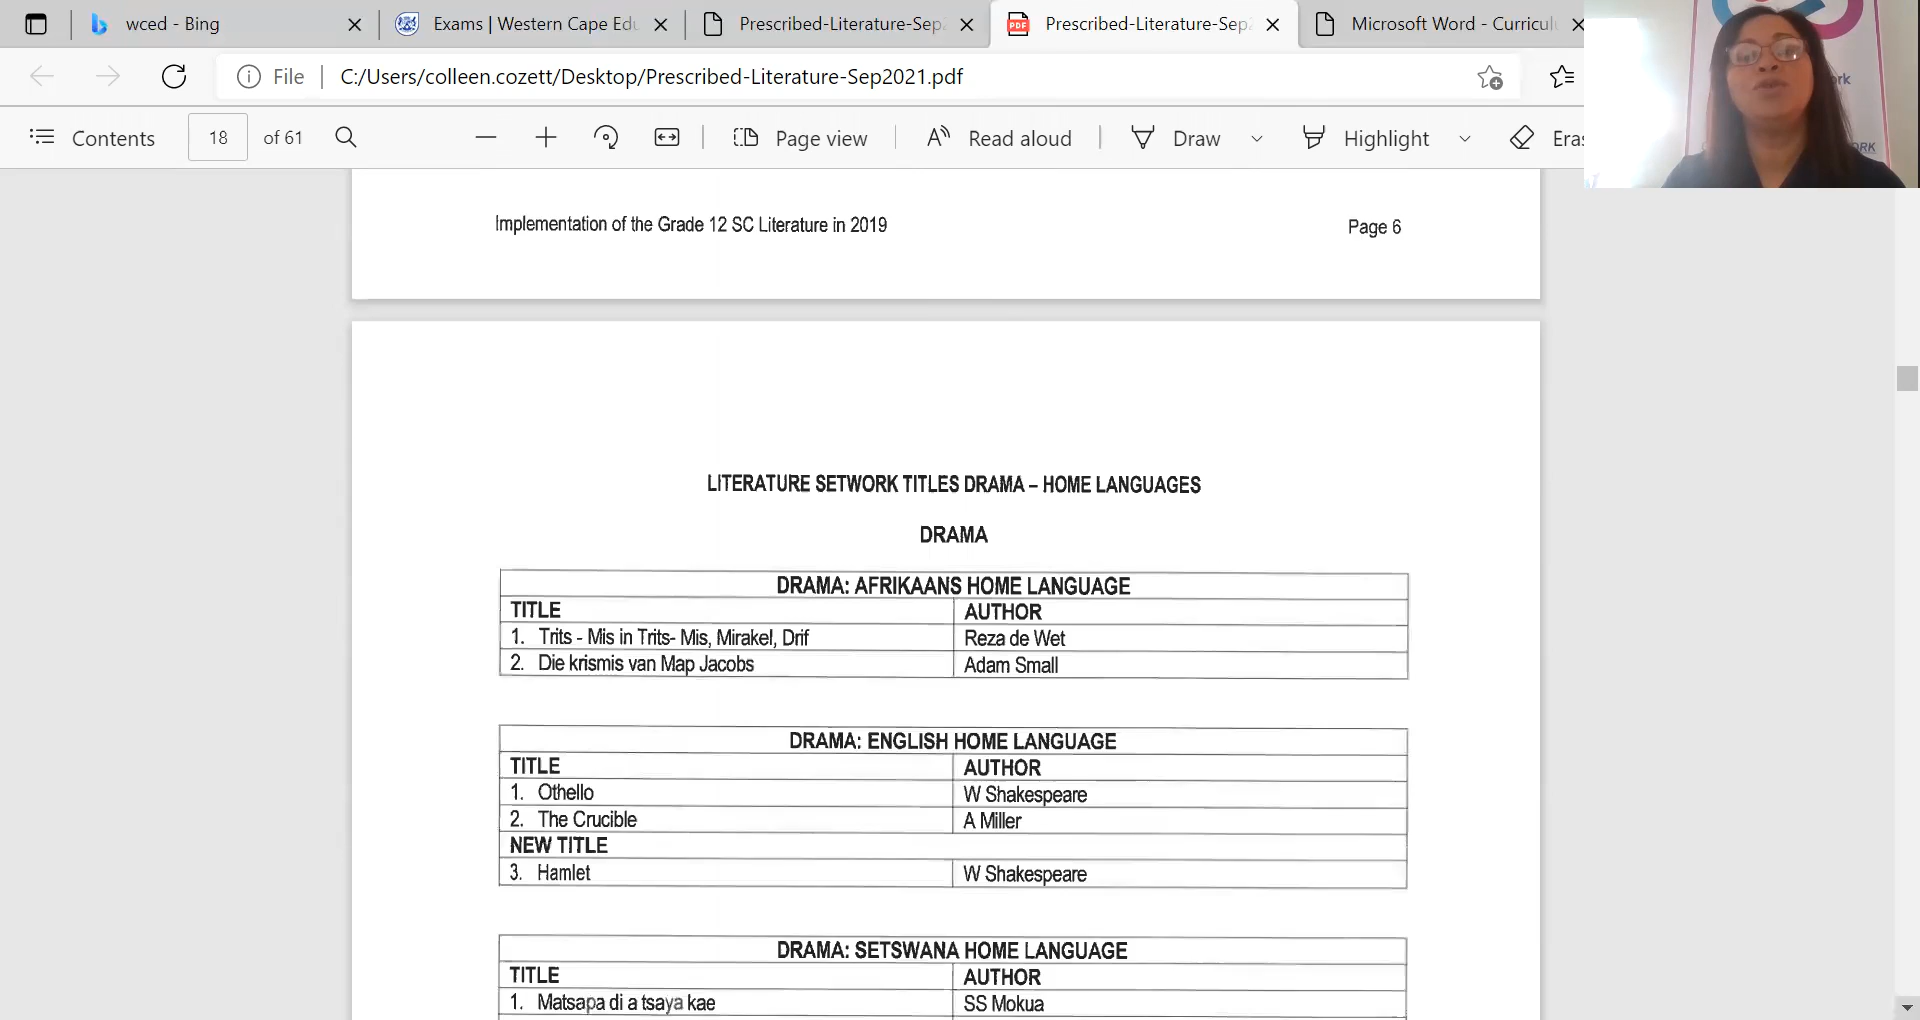 wced - Bing
Exams | Western Cape Edu
Prescribed-Literature-Sep2
Prescribed-Literature-Sep2
Microsoft Word - Curricul
File
C:/Users/colleen.cozett/Desktop/Prescribed-Literature-Sep2021.pdf
Contents
18 of 61
Page view
Read aloud
Draw
Highlight
Eras
Implementation of the Grade 12 SC Literature in 2019 Page 6
LITERATURE SETWORK TITLES DRAMA – HOME LANGUAGES
DRAMA
DRAMA: AFRIKAANS HOME LANGUAGE
TITLE AUTHOR
1. Trits - Mis in Trits- Mis, Mirakel, Drif Reza de Wet
2. Die krismis van Map Jacobs Adam Small
DRAMA: ENGLISH HOME LANGUAGE
TITLE AUTHOR
1. Othello W Shakespeare
2. The Crucible A Miller
NEW TITLE
3. Hamlet W Shakespeare
DRAMA: SETSWANA HOME LANGUAGE
TITLE AUTHOR
1. Matsapa di a tsaya kae SS Mokua